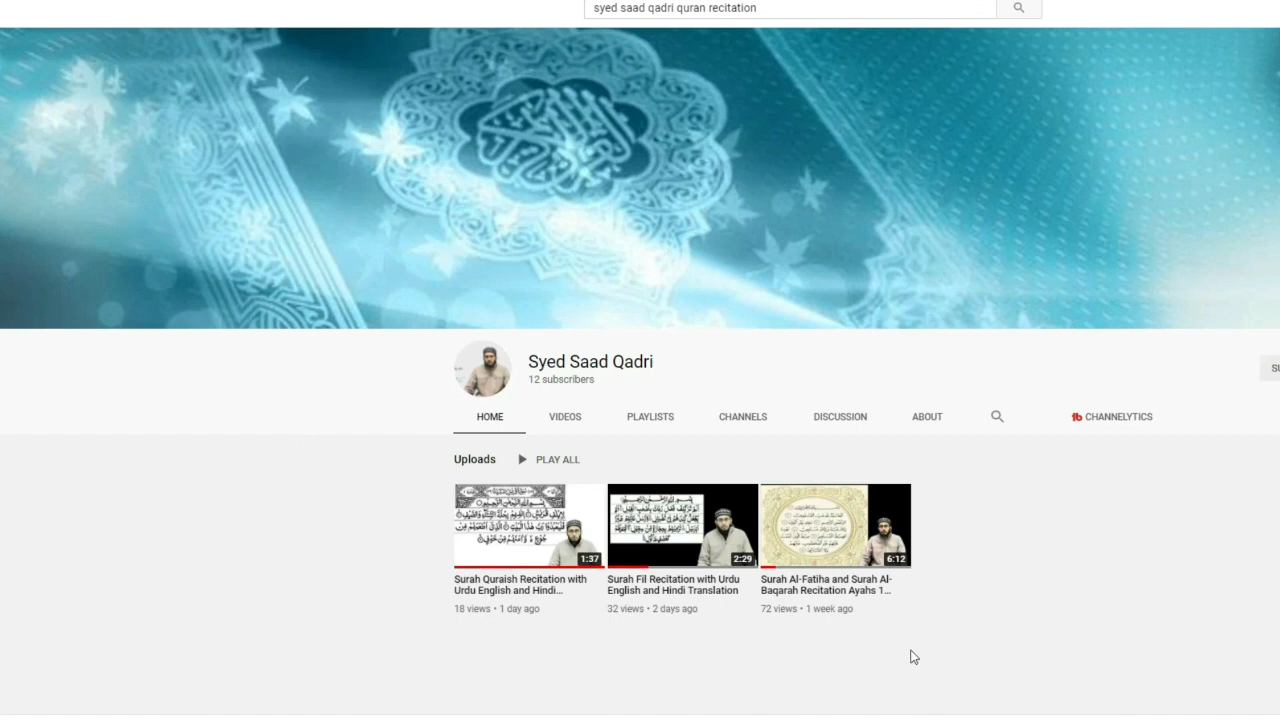 syed saad qadri quran recitation
القرآن الكريم
Syed Saad Qadri
12 subscribers
SU
HOME VIDEOS PLAYLISTS CHANNELS DISCUSSION ABOUT CHANNELYTICS
Uploads PLAY ALL
1:37 2:29 6:12
Surah Quraish Recitation with
Urdu English and Hindi...
18 views • 1 day ago
Surah Fil Recitation with Urdu
English and Hindi Translation
32 views • 2 days ago
Surah Al-Fatiha and Surah Al-
Baqarah Recitation Ayahs 1...
72 views • 1 week ago